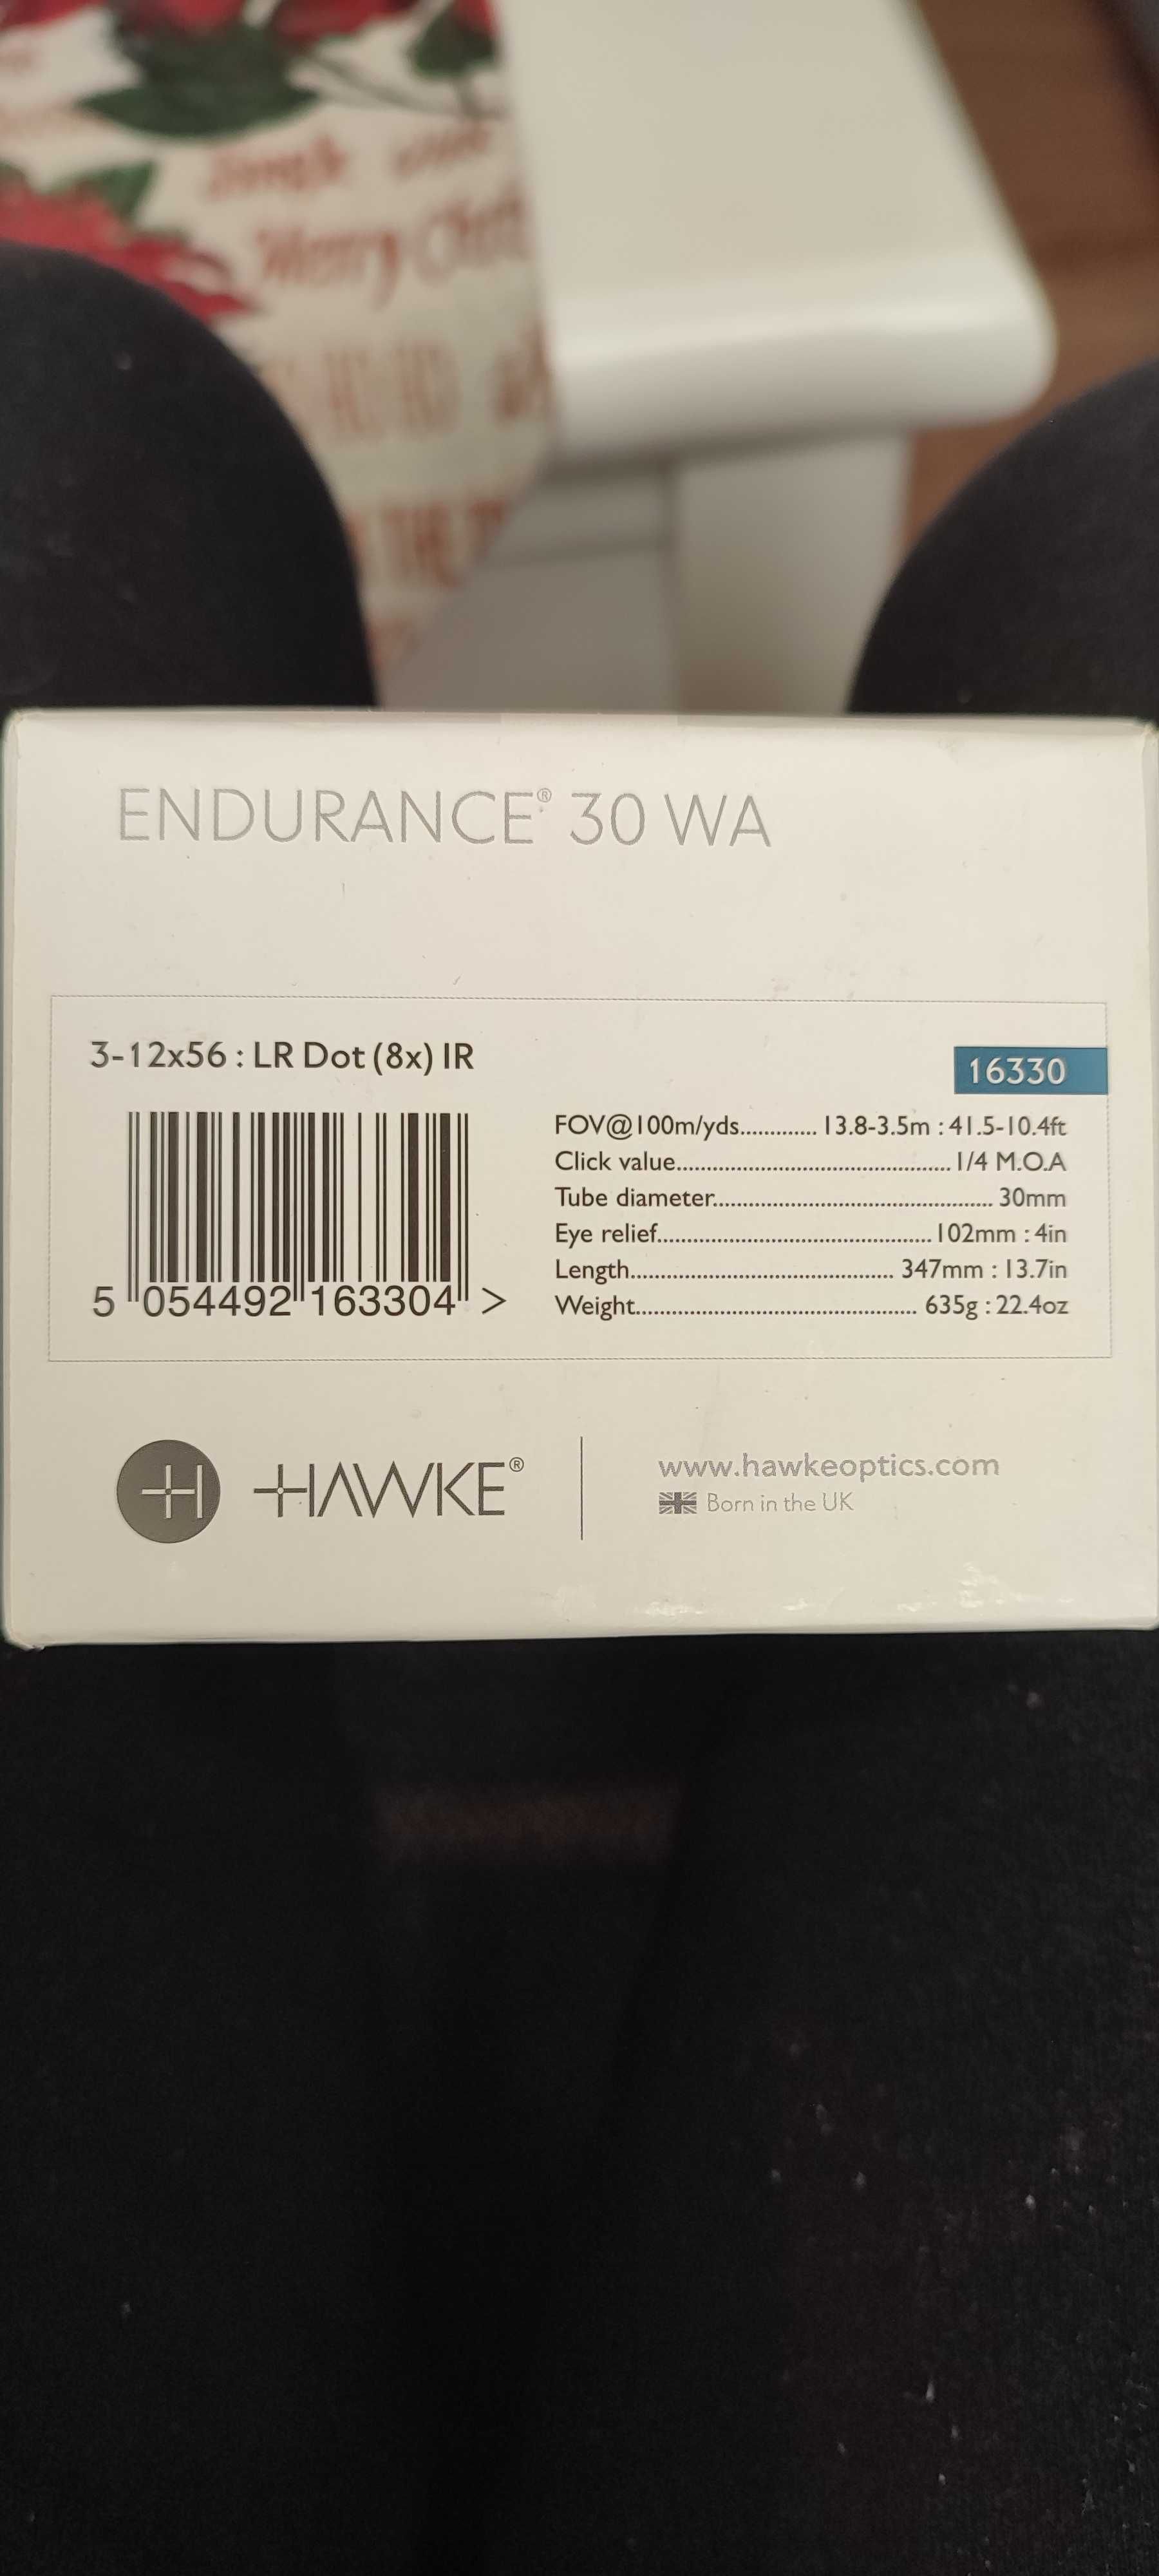 Jingle
Merry
THE
ENDURANCE® 30 WA
3-12x56 : LR Dot (8x) IR
16330
FOV@100m/yds............. 13.8-3.5m : 41.5-10.4ft
Click value.................................................. 1/4 M.O.A
Tube diameter................................................... 30mm
Eye relief.................................................. 102mm : 4in
Length................................................ 347mm : 13.7in
Weight................................................... 635g : 22.4oz
5 054492 163304 >
H HAWKE®
www.hawkeoptics.com
Born in the UK